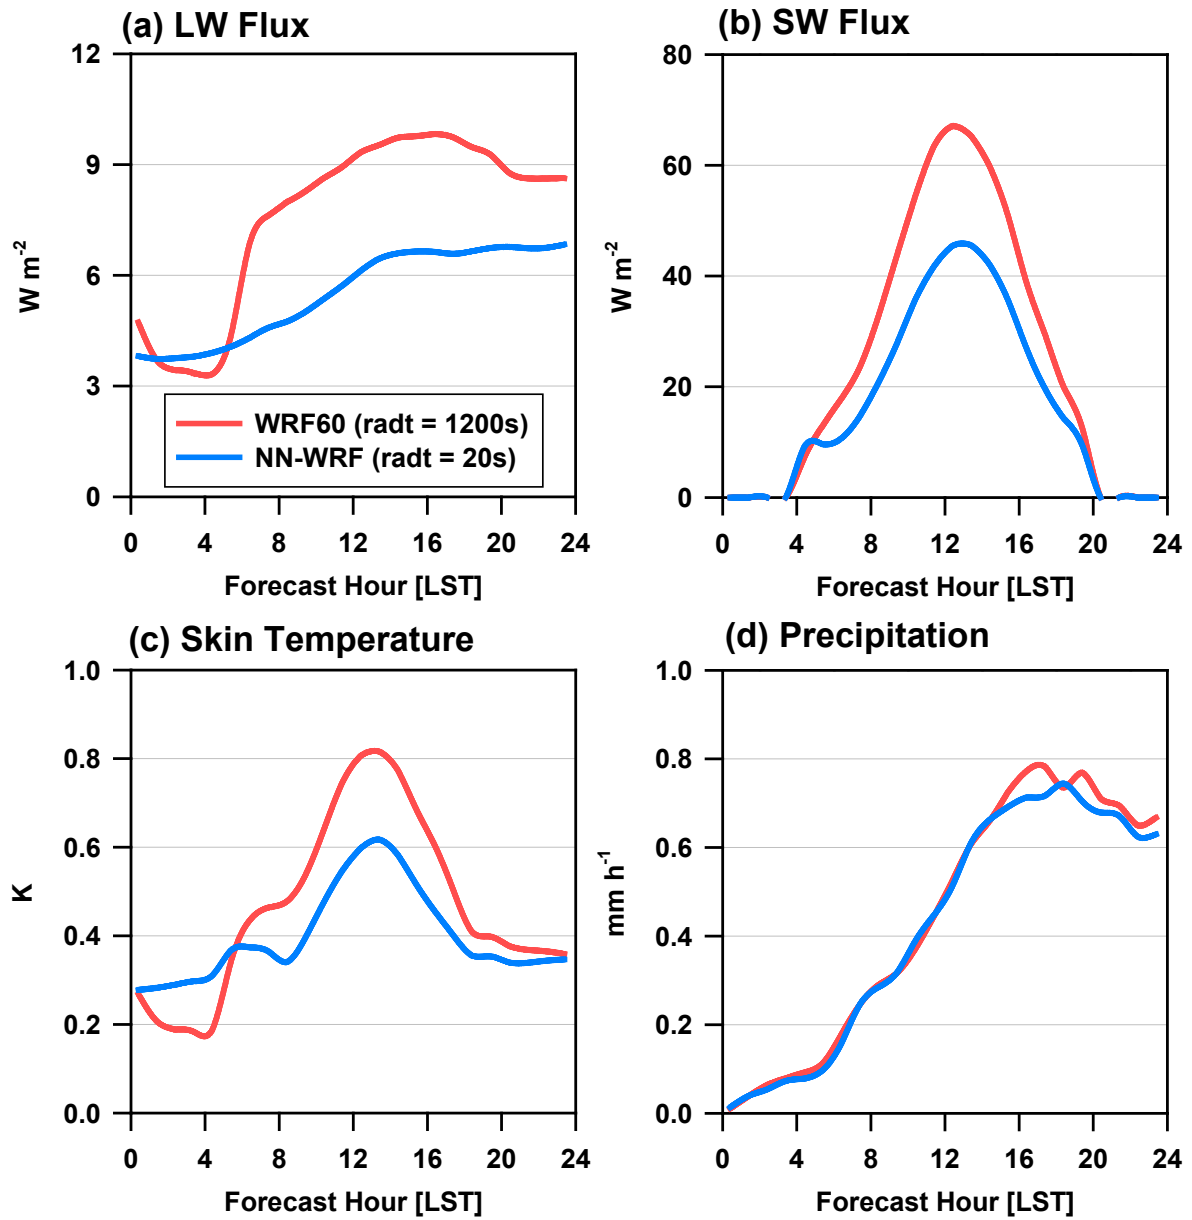 (a) LW Flux
12
9
6
3
0
W m⁻²
WRF60 (radt = 1200s)
NN-WRF (radt = 20s)
0 4 8 12 16 20 24
Forecast Hour [LST]
(b) SW Flux
80
60
40
20
0
W m⁻²
0 4 8 12 16 20 24
Forecast Hour [LST]
(c) Skin Temperature
1.0
0.8
0.6
0.4
0.2
0.0
K
0 4 8 12 16 20 24
Forecast Hour [LST]
(d) Precipitation
1.0
0.8
0.6
0.4
0.2
0.0
mm h⁻¹
0 4 8 12 16 20 24
Forecast Hour [LST]